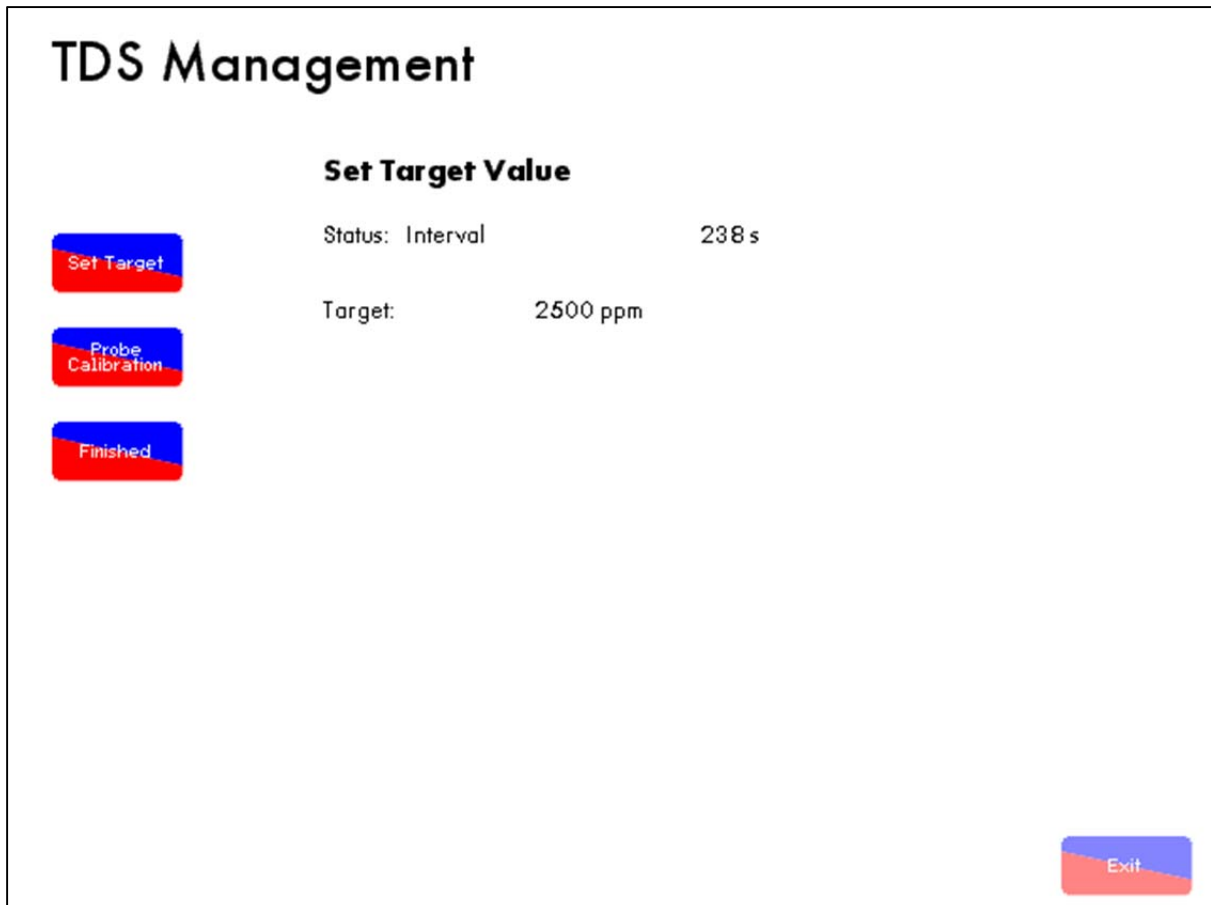 TDS Management
Set Target Value
Status: Interval 238 s
Set Target
Target: 2500 ppm
Probe
Calibration
Finished
Exit